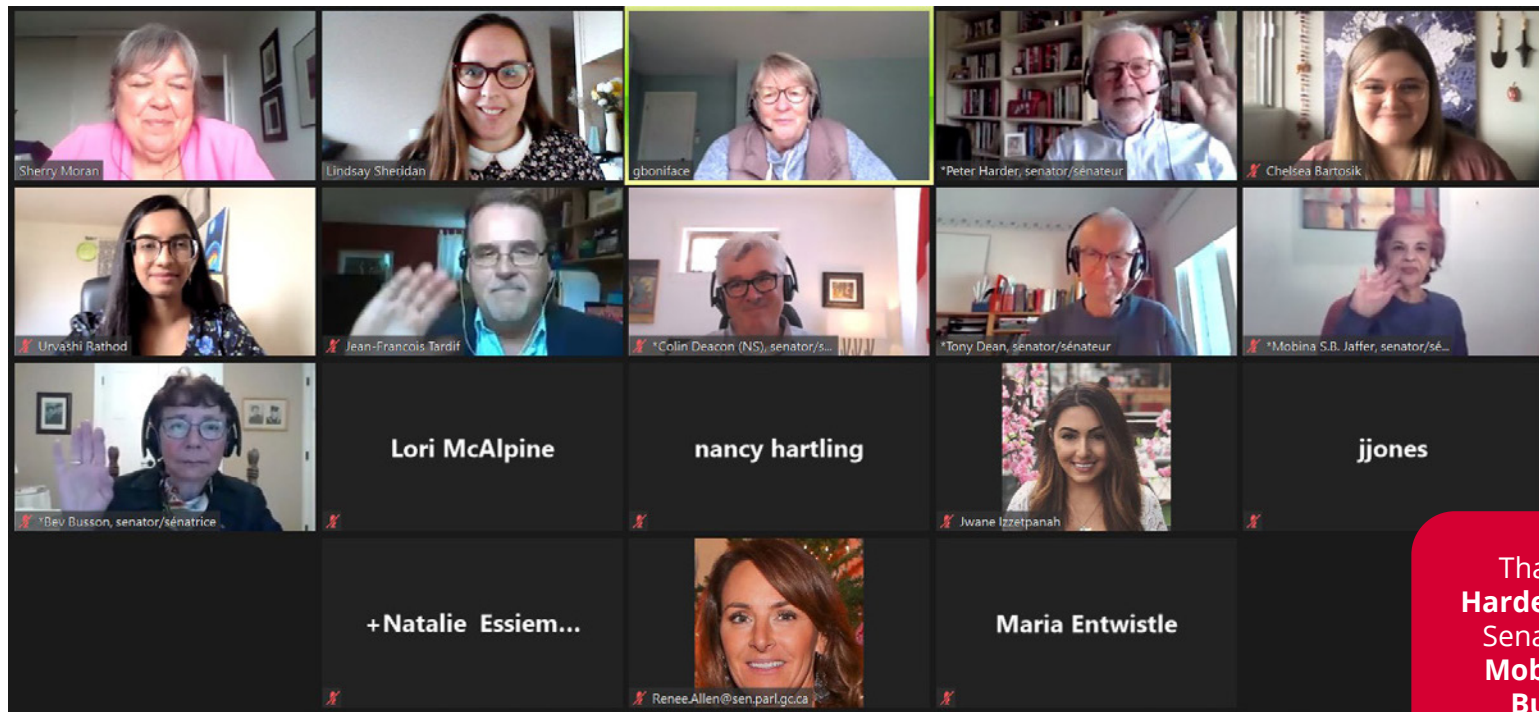 Sherry Moran
Lindsay Sheridan
gboniface
*Peter Harder, senator/sénateur
Chelsea Bartosik
Urvashi Rathod
Jean-Francois Tardif
*Colin Deacon (NS), senator/s...
*Tony Dean, senator/sénateur
*Mobina S.B. Jaffer, senator/sé...
*Bev Busson, senator/sénatrice
Lori McAlpine
nancy hartling
Jwane Izzetpanah
jjones
+Natalie Essiem...
Renee.Allen@sen.parl.gc.ca
Maria Entwistle
Tha
Harde
Sena
Mob
Bu